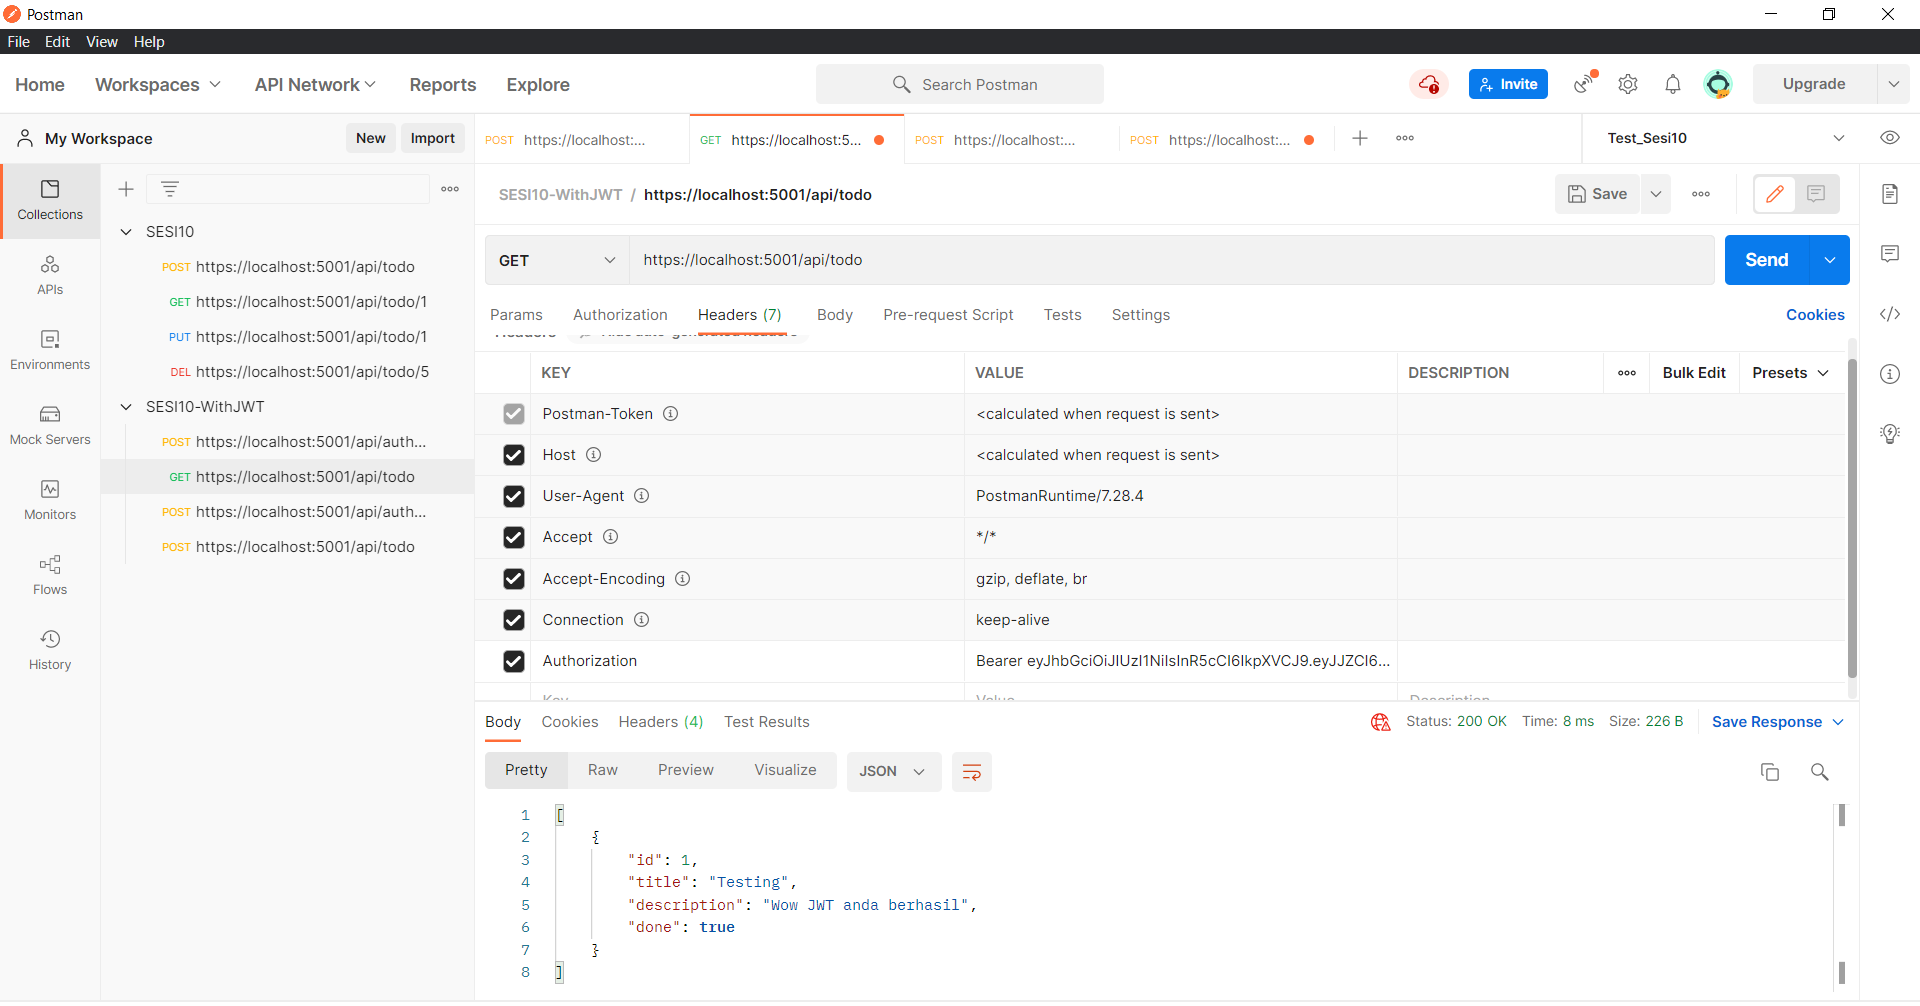 Postman
File Edit View Help
Home Workspaces API Network Reports Explore Search Postman Invite Upgrade
My Workspace New Import
POST https://localhost:... GET https://localhost:5... POST https://localhost:... POST https://localhost:... Test_Sesi10
Collections
APIs
Environments
Mock Servers
Monitors
Flows
History
SESI10
POST https://localhost:5001/api/todo
GET https://localhost:5001/api/todo/1
PUT https://localhost:5001/api/todo/1
DEL https://localhost:5001/api/todo/5
SESI10-WithJWT
POST https://localhost:5001/api/auth...
GET https://localhost:5001/api/todo
POST https://localhost:5001/api/auth...
POST https://localhost:5001/api/todo
SESI10-WithJWT / https://localhost:5001/api/todo Save
GET https://localhost:5001/api/todo Send
Params Authorization Headers (7) Body Pre-request Script Tests Settings Cookies
Headers Hide auto-generated headers
KEY VALUE DESCRIPTION Bulk Edit Presets
Postman-Token <calculated when request is sent>
Host <calculated when request is sent>
User-Agent PostmanRuntime/7.28.4
Accept */*
Accept-Encoding gzip, deflate, br
Connection keep-alive
Authorization Bearer eyJhbGciOiJIUzI1NiIsInR5cCI6IkpXVCJ9.eyJJZCI6...
Key Value Description
Body Cookies Headers (4) Test Results Status: 200 OK Time: 8 ms Size: 226 B Save Response
Pretty Raw Preview Visualize JSON
1 [
2 {
3 "id": 1,
4 "title": "Testing",
5 "description": "Wow JWT anda berhasil",
6 "done": true
7 }
8 ]